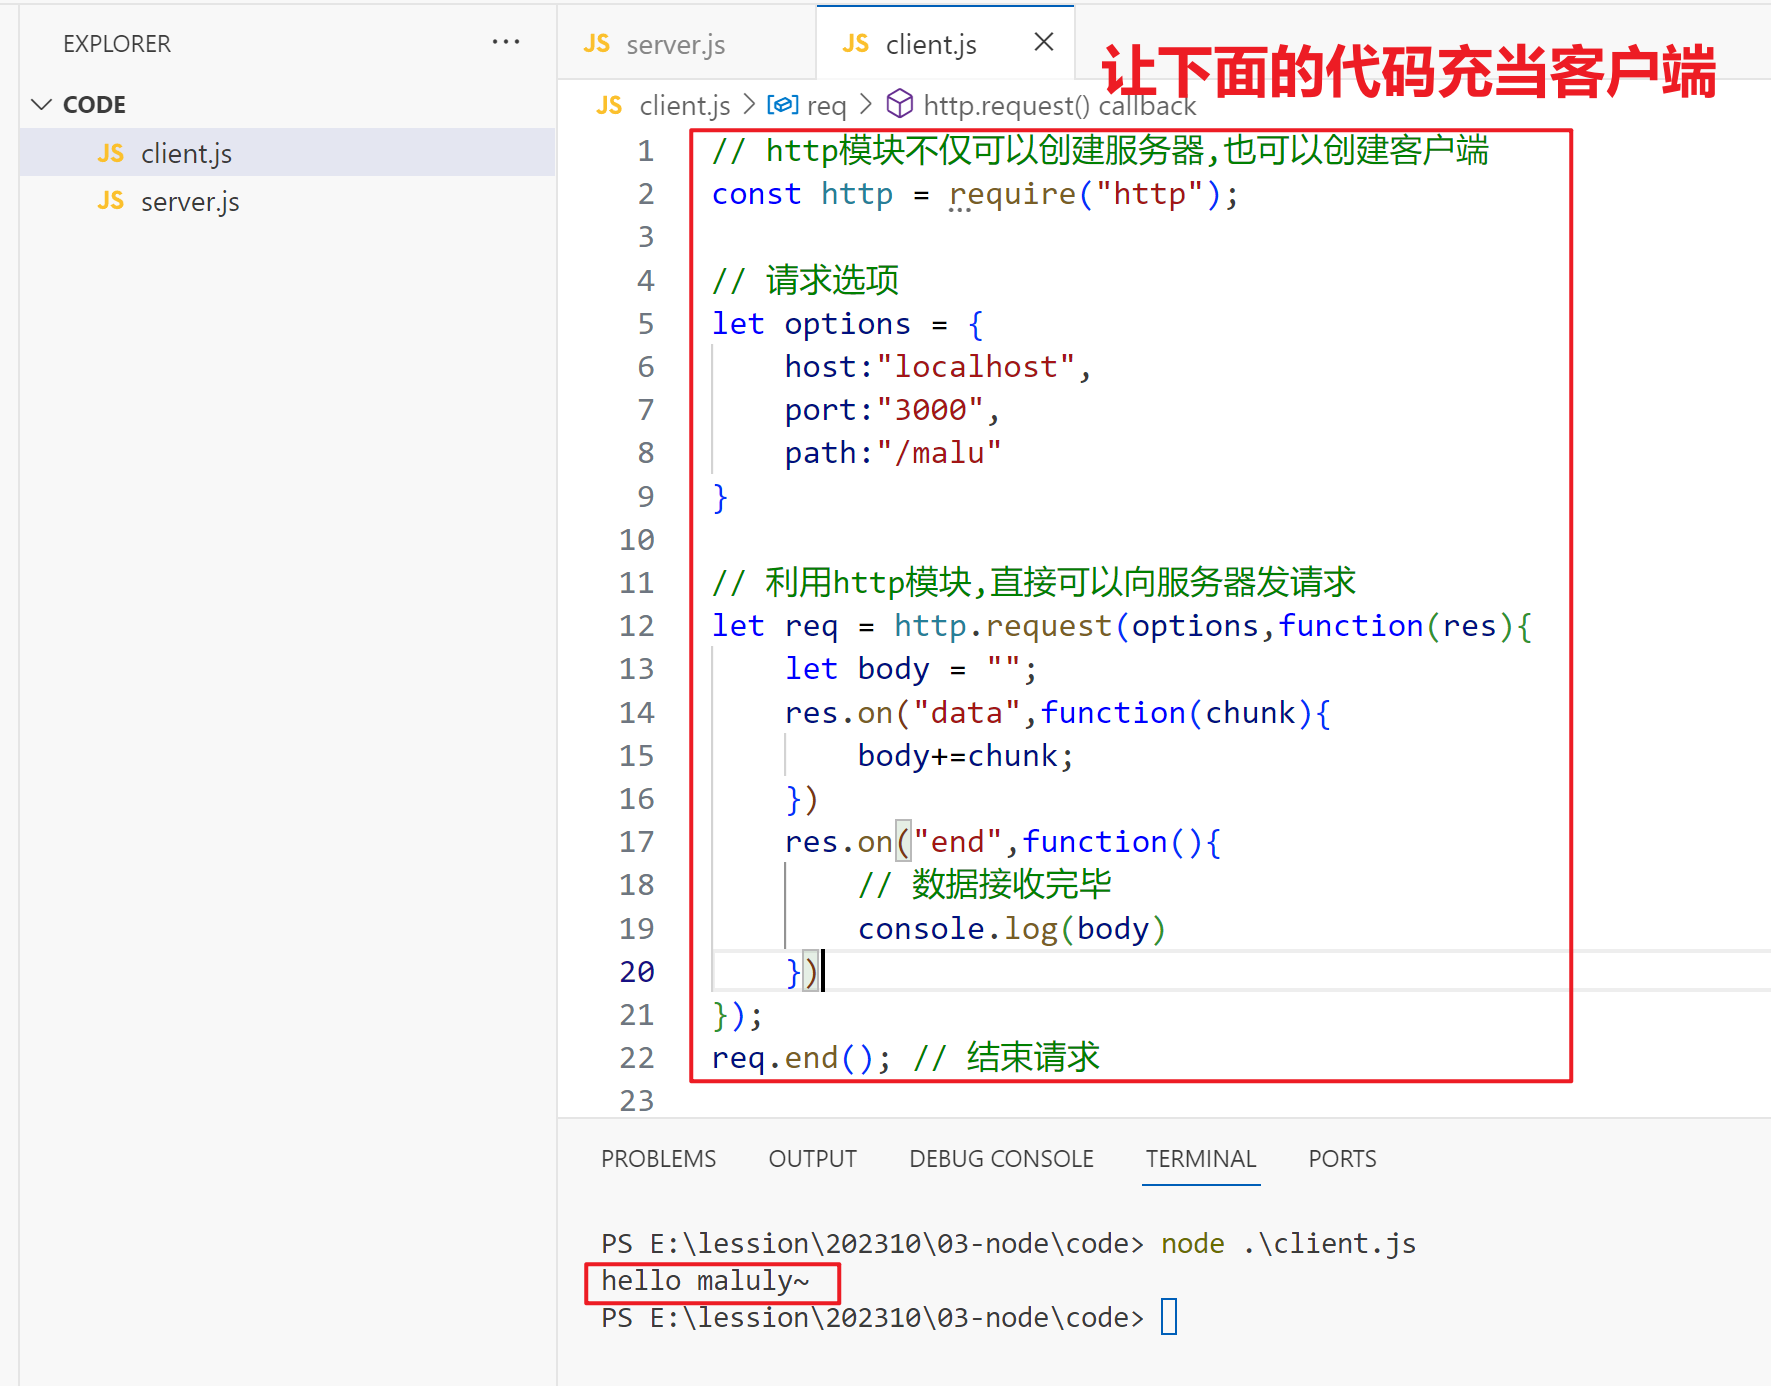 EXPLORER ···
JS server.js
JS client.js ×
让下面的代码充当客户端
CODE
JS client.js
JS server.js
JS client.js > req > http.request() callback
1 // http模块不仅可以创建服务器,也可以创建客户端
2 const http = require("http");
3
4 // 请求选项
5 let options = {
6     host:"localhost",
7     port:"3000",
8     path:"/malu"
9 }
10
11 // 利用http模块,直接可以向服务器发请求
12 let req = http.request(options,function(res){
13     let body = "";
14     res.on("data",function(chunk){
15         body+=chunk;
16     })
17     res.on("end",function(){
18         // 数据接收完毕
19         console.log(body)
20     })
21 });
22 req.end(); // 结束请求
23
PROBLEMS OUTPUT DEBUG CONSOLE TERMINAL PORTS
PS E:\lession\202310\03-node\code> node .\client.js
hello maluly~
PS E:\lession\202310\03-node\code>